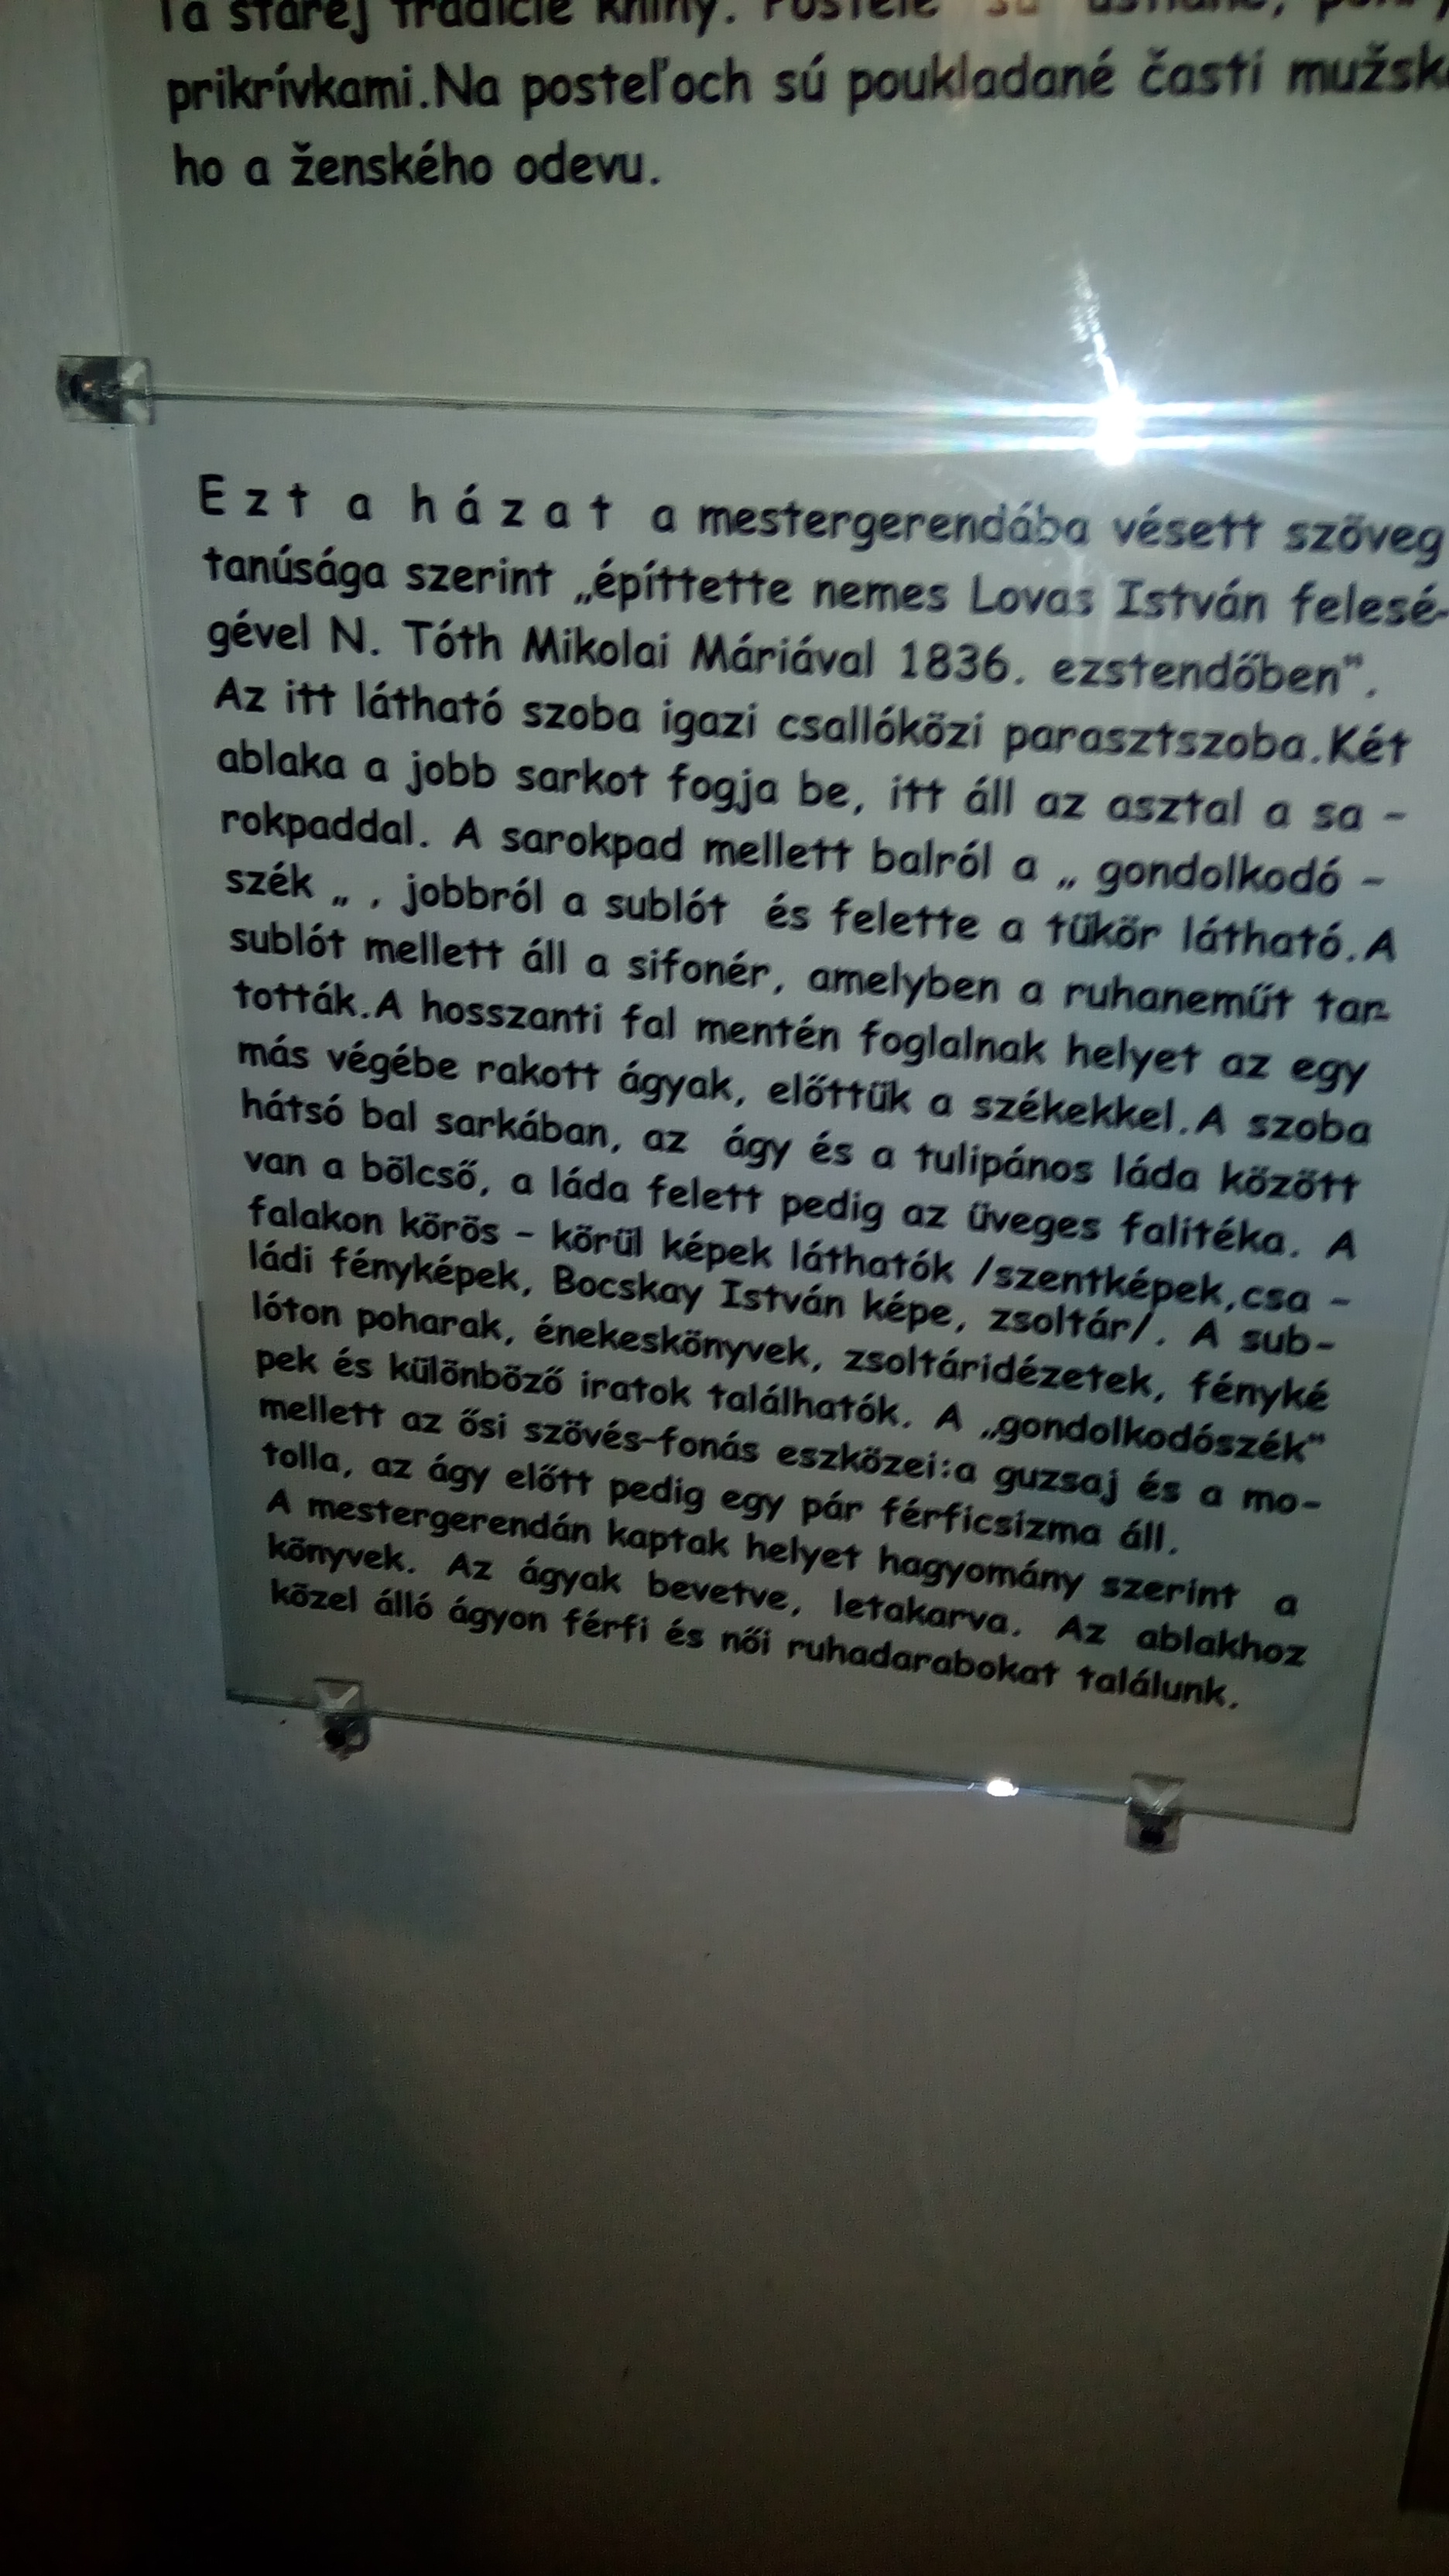 ľa starej tradície knihy. Postele sú
prikrývkami.Na posteľoch sú poukladané časti mužsk
ho a ženského odevu.
E z t a h á z a t a mestergerendába vésett szöveg
tanúsága szerint „építtette nemes Lovas István felesé-
gével N. Tóth Mikolai Máriával 1836. ezstendőben".
Az itt látható szoba igazi csallóközi parasztszoba.Két
ablaka a jobb sarkot fogja be, itt áll az asztal a sa -
rokpaddal. A sarokpad mellett balról a „ gondolkodó -
szék „ , jobbról a sublót és felette a tükör látható.A
sublót mellett áll a sifonér, amelyben a ruhaneműt tar-
tották.A hosszanti fal mentén foglalnak helyet az egy
más végébe rakott ágyak, előttük a székekkel.A szoba
hátsó bal sarkában, az ágy és a tulipános láda között
van a bölcső, a láda felett pedig az üveges falitéka. A
falakon körös - körül képek láthatók /szentképek,csa -
ládi fényképek, Bocskay István képe, zsoltár/. A sub-
lóton poharak, énekeskönyvek, zsoltáridézetek, fényké
pek és különböző iratok találhatók. A „gondolkodószék"
mellett az ősi szövés-fonás eszközei:a guzsaj és a mo-
tolla, az ágy előtt pedig egy pár férficsizma áll.
A mestergerendán kaptak helyet hagyomány szerint a
könyvek. Az ágyak bevetve, letakarva. Az ablakhoz
közel álló ágyon férfi és női ruhadarabokat találunk.